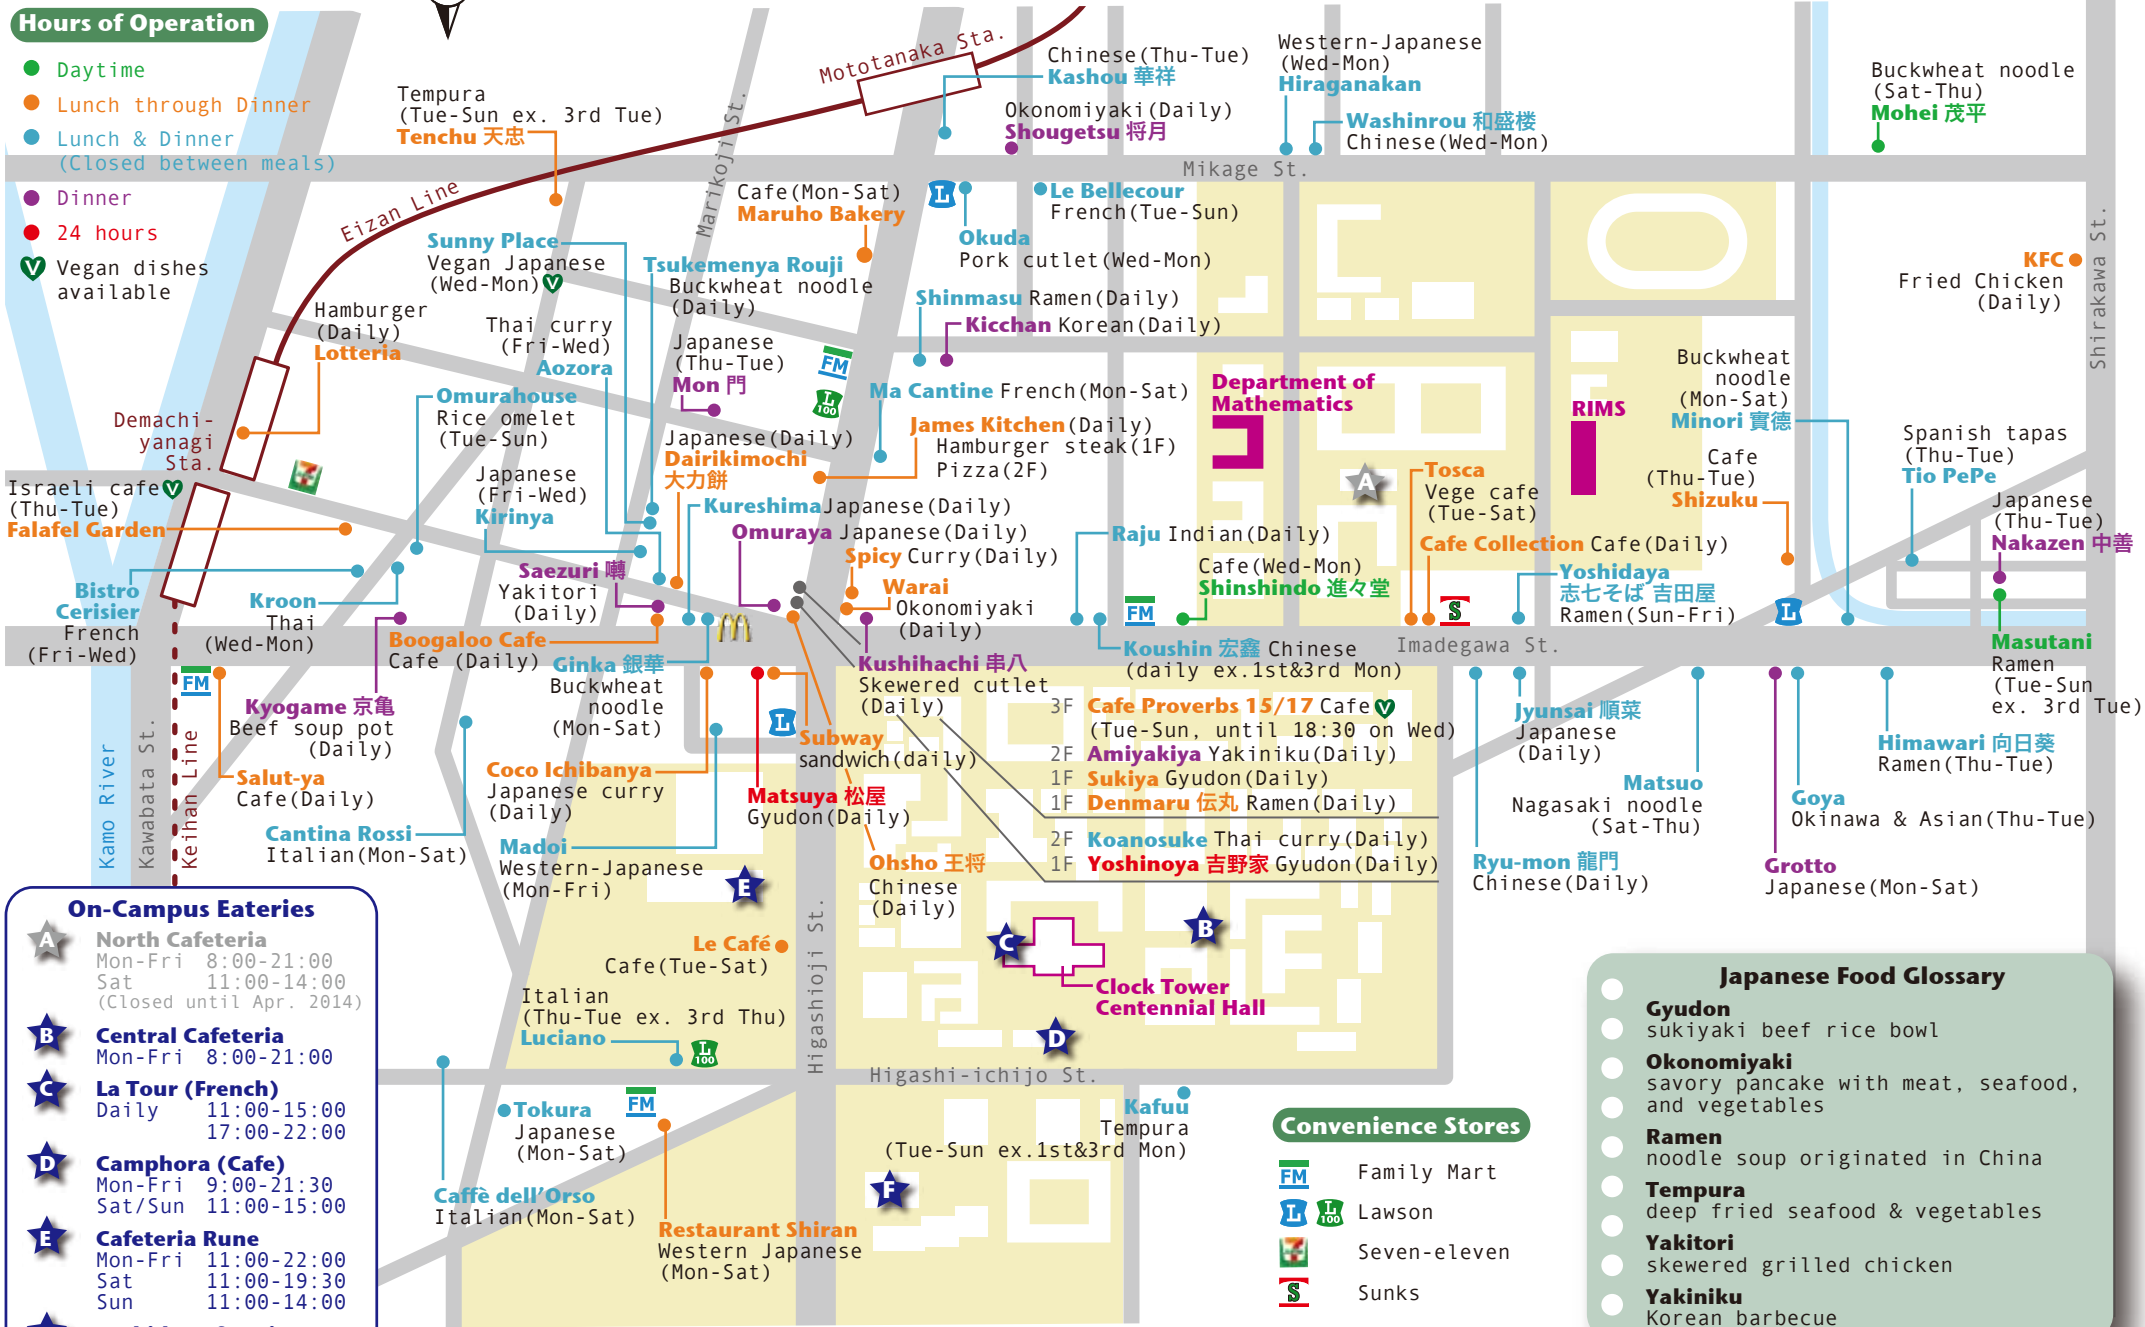 Hours of Operation
Daytime
Lunch through Dinner
Lunch & Dinner
(Closed between meals)
Dinner
24 hours
V Vegan dishes
available
Tempura
(Tue-Sun ex. 3rd Tue)
Tenchu 天忠
Eizan Line
Mototanaka Sta.
Marikoji St.
Chinese(Thu-Tue)
Kashou 華祥
Okonomiyaki(Daily)
Shougetsu 将月
Western-Japanese
(Wed-Mon)
Hiraganakan
Washinrou 和盛楼
Chinese(Wed-Mon)
Buckwheat noodle
(Sat-Thu)
Mohei 茂平
Mikage St.
Cafe(Mon-Sat)
Maruho Bakery
L
Le Bellecour
French(Tue-Sun)
Okuda
Pork cutlet(Wed-Mon)
Shirakawa St.
KFC
Fried Chicken
(Daily)
Sunny Place
Vegan Japanese
(Wed-Mon) V
Tsukemenya Rouji
Buckwheat noodle
(Daily)
Shinmasu Ramen(Daily)
Kicchan Korean(Daily)
Hamburger
(Daily)
Lotteria
Thai curry
(Fri-Wed)
Aozora
Japanese
(Thu-Tue)
Mon 門
FM
L
100
Ma Cantine French(Mon-Sat)
Department of
Mathematics
RIMS
Buckwheat
noodle
(Mon-Sat)
Minori 實徳
Omurahouse
Rice omelet
(Tue-Sun)
Demachi-
yanagi
Sta.
James Kitchen(Daily)
Hamburger steak(1F)
Pizza(2F)
Japanese(Daily)
Dairikimochi
大力餅
Japanese
(Fri-Wed)
Kirinya
A
Tosca
Vege cafe
(Tue-Sat)
Cafe
(Thu-Tue)
Shizuku
Spanish tapas
(Thu-Tue)
Tio PePe
Japanese
(Thu-Tue)
Nakazen 中善
Israeli cafe V
(Thu-Tue)
Falafel Garden
Kureshima Japanese(Daily)
Omuraya Japanese(Daily)
Spicy Curry(Daily)
Raju Indian(Daily)
Cafe Collection Cafe(Daily)
Cafe(Wed-Mon)
Shinshindo 進々堂
Warai
Okonomiyaki
(Daily)
Yoshidaya
志七そば 吉田屋
Ramen(Sun-Fri)
Bistro
Cerisier
French
(Fri-Wed)
Kroon
Thai
(Wed-Mon)
Saezuri 囀
Yakitori
(Daily)
FM
S
L
Boogaloo Cafe
Cafe (Daily)
Ginka 銀華
Buckwheat
noodle
(Mon-Sat)
Kushihachi 串八
Skewered cutlet
(Daily)
Koushin 宏鑫 Chinese
(daily ex.1st&3rd Mon)
Imadegawa St.
Masutani
Ramen
(Tue-Sun
ex. 3rd Tue)
FM
Kyogame 京亀
Beef soup pot
(Daily)
L
3F Cafe Proverbs 15/17 Cafe V
(Tue-Sun, until 18:30 on Wed)
2F Amiyakiya Yakiniku(Daily)
1F Sukiya Gyudon(Daily)
1F Denmaru 伝丸 Ramen(Daily)
2F Koanosuke Thai curry(Daily)
1F Yoshinoya 吉野家 Gyudon(Daily)
Jyunsai 順菜
Japanese
(Daily)
Himawari 向日葵
Ramen(Thu-Tue)
Subway
sandwich(daily)
Salut-ya
Cafe(Daily)
Coco Ichibanya
Japanese curry
(Daily)
Matsuya 松屋
Gyudon(Daily)
Matsuo
Nagasaki noodle
(Sat-Thu)
Goya
Okinawa & Asian(Thu-Tue)
Kamo River
Kawabata St.
Keihan Line
Cantina Rossi
Italian(Mon-Sat)
Madoi
Western-Japanese
(Mon-Fri)
Ohsho 王将
Chinese
(Daily)
Ryu-mon 龍門
Chinese(Daily)
Grotto
Japanese(Mon-Sat)
E
B
C
Clock Tower
Centennial Hall
Le Café
Cafe(Tue-Sat)
Higashioji St.
Italian
(Thu-Tue ex. 3rd Thu)
Luciano
L
100
D
Higashi-ichijo St.
Tokura
Japanese
(Mon-Sat)
FM
Kafuu
Tempura
(Tue-Sun ex.1st&3rd Mon)
F
Caffè dell'Orso
Italian(Mon-Sat)
Restaurant Shiran
Western Japanese
(Mon-Sat)
On-Campus Eateries
A North Cafeteria
Mon-Fri 8:00-21:00
Sat 11:00-14:00
(Closed until Apr. 2014)
B Central Cafeteria
Mon-Fri 8:00-21:00
C La Tour (French)
Daily 11:00-15:00
17:00-22:00
D Camphora (Cafe)
Mon-Fri 9:00-21:30
Sat/Sun 11:00-15:00
E Cafeteria Rune
Mon-Fri 11:00-22:00
Sat 11:00-19:30
Sun 11:00-14:00
Convenience Stores
FM Family Mart
L L 100 Lawson
Seven-eleven
S Sunks
Japanese Food Glossary
Gyudon
sukiyaki beef rice bowl
Okonomiyaki
savory pancake with meat, seafood,
and vegetables
Ramen
noodle soup originated in China
Tempura
deep fried seafood & vegetables
Yakitori
skewered grilled chicken
Yakiniku
Korean barbecue